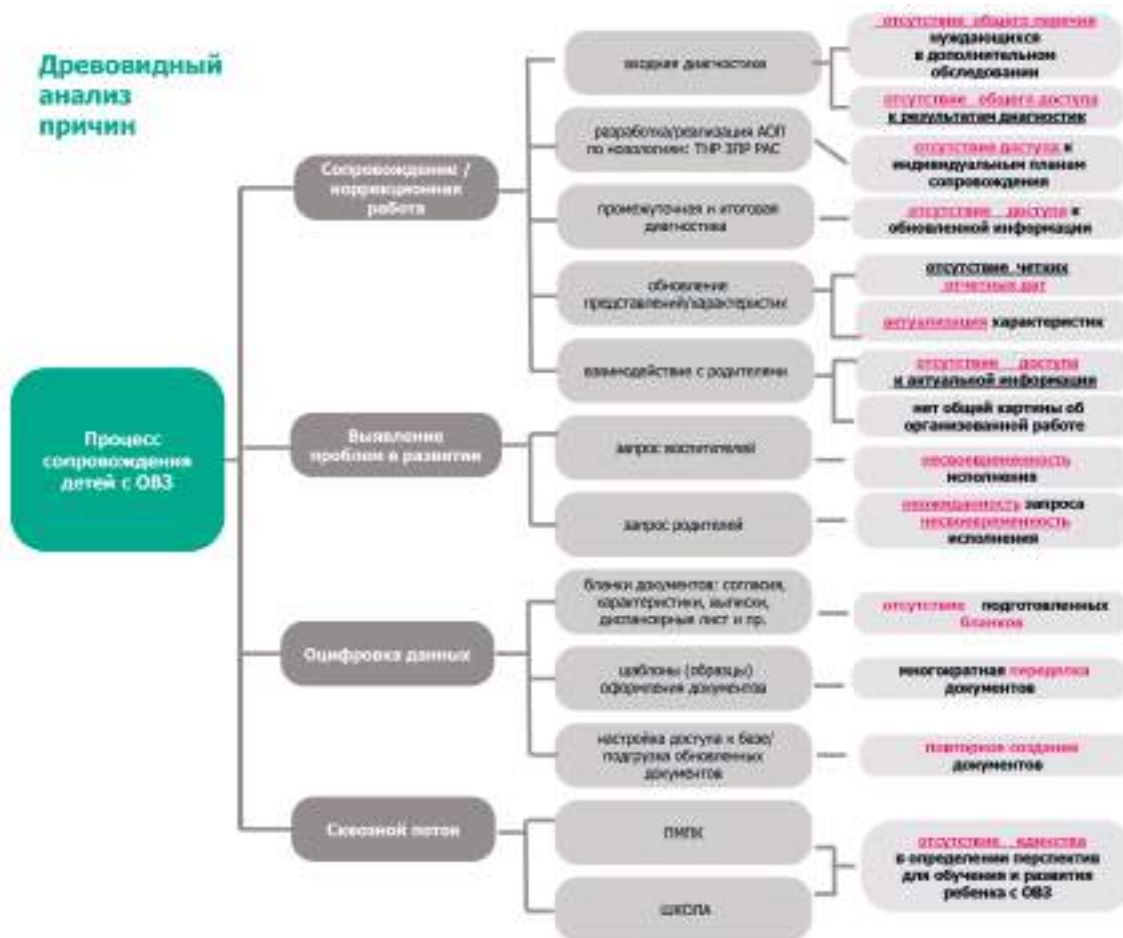 Древовидный
анализ
причин
Процесс
сопровождения
детей с ОВЗ
Сопровождение /
коррекционная
работа
входная диагностика
отсутствие общего перечня
нуждающихся
в дополнительном
обследовании
отсутствие общего доступа
к результатам диагностик
разработка/реализация АОП
по нозологиям: ТНР ЗПР РАС
отсутствие доступа к
индивидуальным планам
сопровождения
промежуточная и итоговая
диагностика
отсутствие доступа к
обновленной информации
обновление
представлений/характеристик
отсутствие четких
отчетных дат
актуализация характеристик
взаимодействие с родителями
отсутствие доступа
к актуальной информации
нет общей картины об
организованной работе
Выявление
проблем в развитии
запрос воспитателей
несвоевременность
исполнения
запрос родителей
неожиданность запроса
несвоевременность
исполнения
Оцифровка данных
бланки документов: согласия,
характеристики, выписки,
диспансерные лист и пр.
отсутствие подготовленных
бланков
шаблоны (образцы)
оформления документов
многократная переделка
документов
настройка доступа к базе/
подгрузка обновленных
документов
повторное создание
документов
Сквозной поток
ПМПК
ШКОЛА
отсутствие единства
в определении перспектив
для обучения и развития
ребенка с ОВЗ